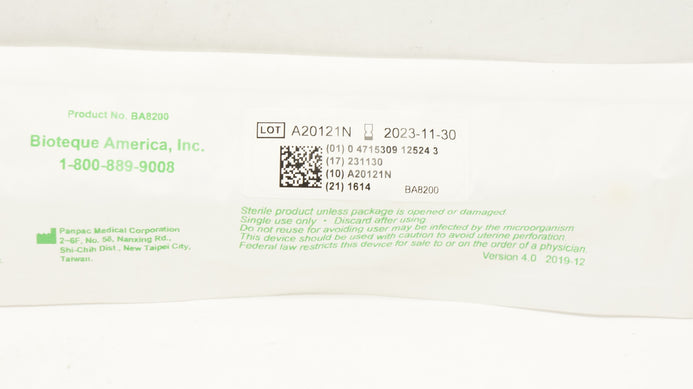 Product No. BA8200
Bioteque America, Inc.
1-800-889-9008
LOT A20121N 2023-11-30
(01) 0 4715309 12524 3
(17) 231130
(10) A20121N
(21) 1614 BA8200
Sterile product unless package is opened or damaged.
Single use only · Discard after using.
Do not reuse for avoiding user may be infected by the microorganism
This device should be used with caution to avoid uterine perforation.
Federal law restricts this device for sale to or on the order of a physician.
Version 4.0 2019-12
Panpac Medical Corporation
2-6F, No. 58, Nanxing Rd.,
Shi-Chih Dist., New Taipei City,
Taiwan.